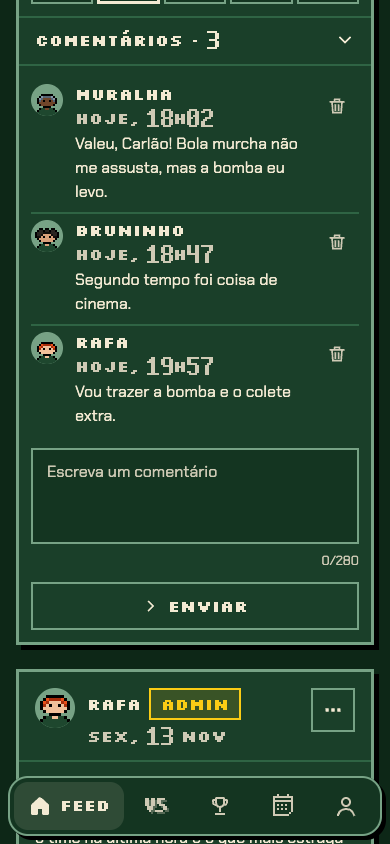 COMENTÁRIOS · 3
MURALHA
HOJE, 18H02
Valeu, Carlão! Bola murcha não
me assusta, mas a bomba eu
levo.
BRUNINHO
HOJE, 18H47
Segundo tempo foi coisa de
cinema.
RAFA
HOJE, 19H57
Vou trazer a bomba e o colete
extra.
Escreva um comentário
0/280
> ENVIAR
RAFA ADMIN
SEX, 13 NOV
...
FEED VS